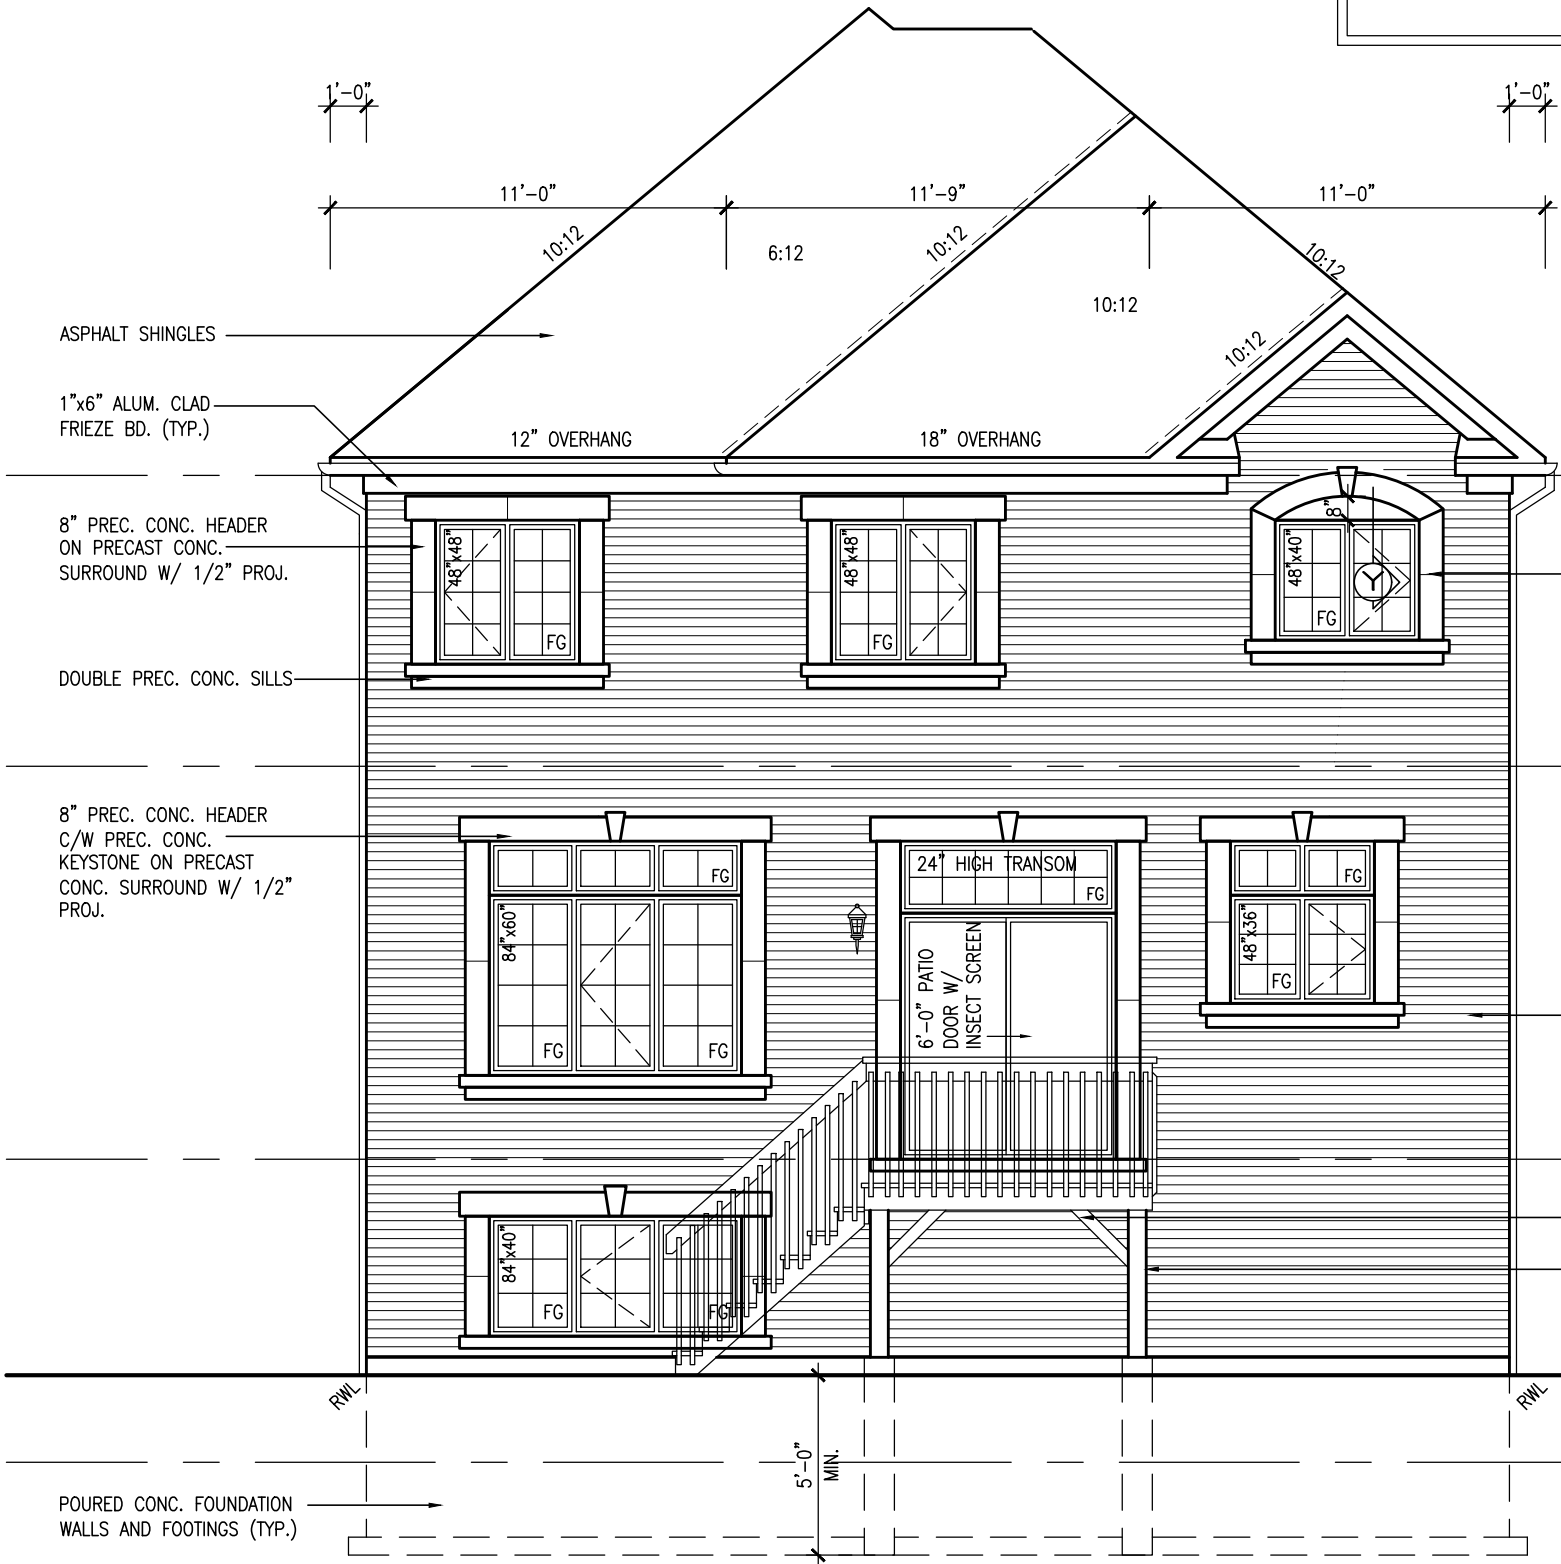 1'-0"
1'-0"
11'-0"
11'-9"
11'-0"
10:12
6:12
10:12
10:12
10:12
10:12
ASPHALT SHINGLES
1"x6" ALUM. CLAD
FRIEZE BD. (TYP.)
12" OVERHANG
18" OVERHANG
8" PREC. CONC. HEADER
ON PRECAST CONC.
SURROUND W/ 1/2" PROJ.
48"x48"
FG
48"x48"
FG
8"
48"x40"
FG
Y
DOUBLE PREC. CONC. SILLS
8" PREC. CONC. HEADER
C/W PREC. CONC.
KEYSTONE ON PRECAST
CONC. SURROUND W/ 1/2"
PROJ.
FG
84"x60"
FG
FG
24" HIGH TRANSOM
FG
6'-0" PATIO
DOOR W/
INSECT SCREEN
FG
48"x36"
FG
84"x40"
FG
FG
RWL
RWL
5'-0"
MIN.
POURED CONC. FOUNDATION
WALLS AND FOOTINGS (TYP.)